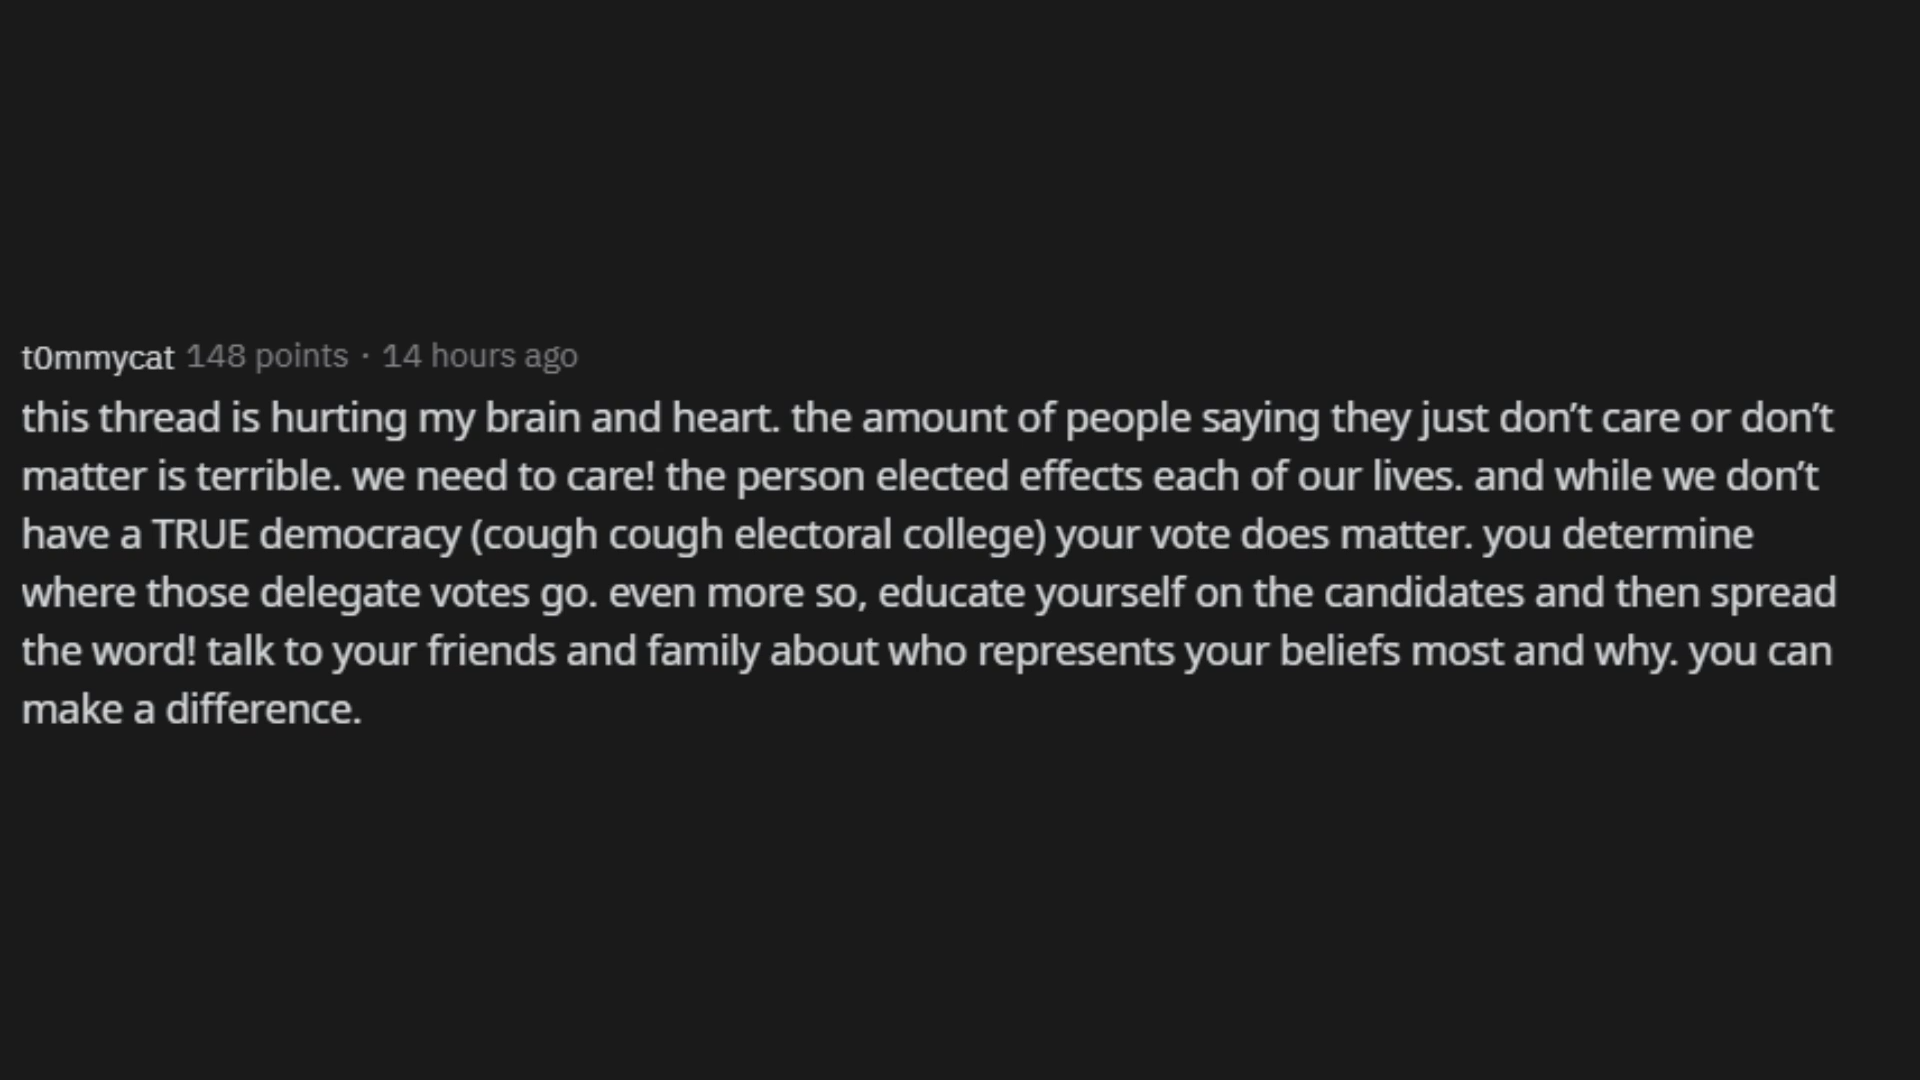 t0mmycat 148 points · 14 hours ago
this thread is hurting my brain and heart. the amount of people saying they just don’t care or don’t
matter is terrible. we need to care! the person elected effects each of our lives. and while we don’t
have a TRUE democracy (cough cough electoral college) your vote does matter. you determine
where those delegate votes go. even more so, educate yourself on the candidates and then spread
the word! talk to your friends and family about who represents your beliefs most and why. you can
make a difference.